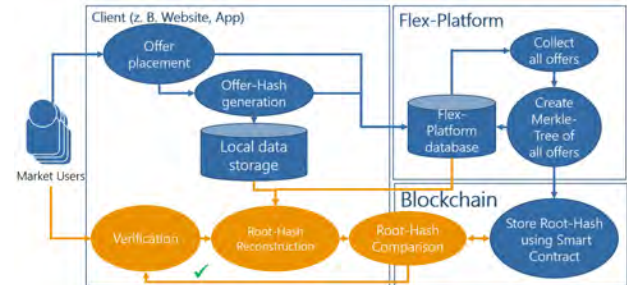 Client (z. B. Website, App)
Flex-Platform
Offer
placement
Collect
all offers
Offer-Hash
generation
Flex-
Platform
database
Create
Merkle-
Tree of
all offers
Local data
storage
Market Users
Blockchain
Verification
Root-Hash
Reconstruction
Root-Hash
Comparison
Store Root-Hash
using Smart
Contract